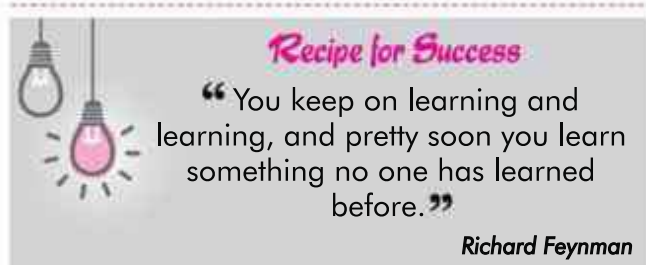 Recipe for Success
“You keep on learning and
learning, and pretty soon you learn
something no one has learned
before.”
Richard Feynman